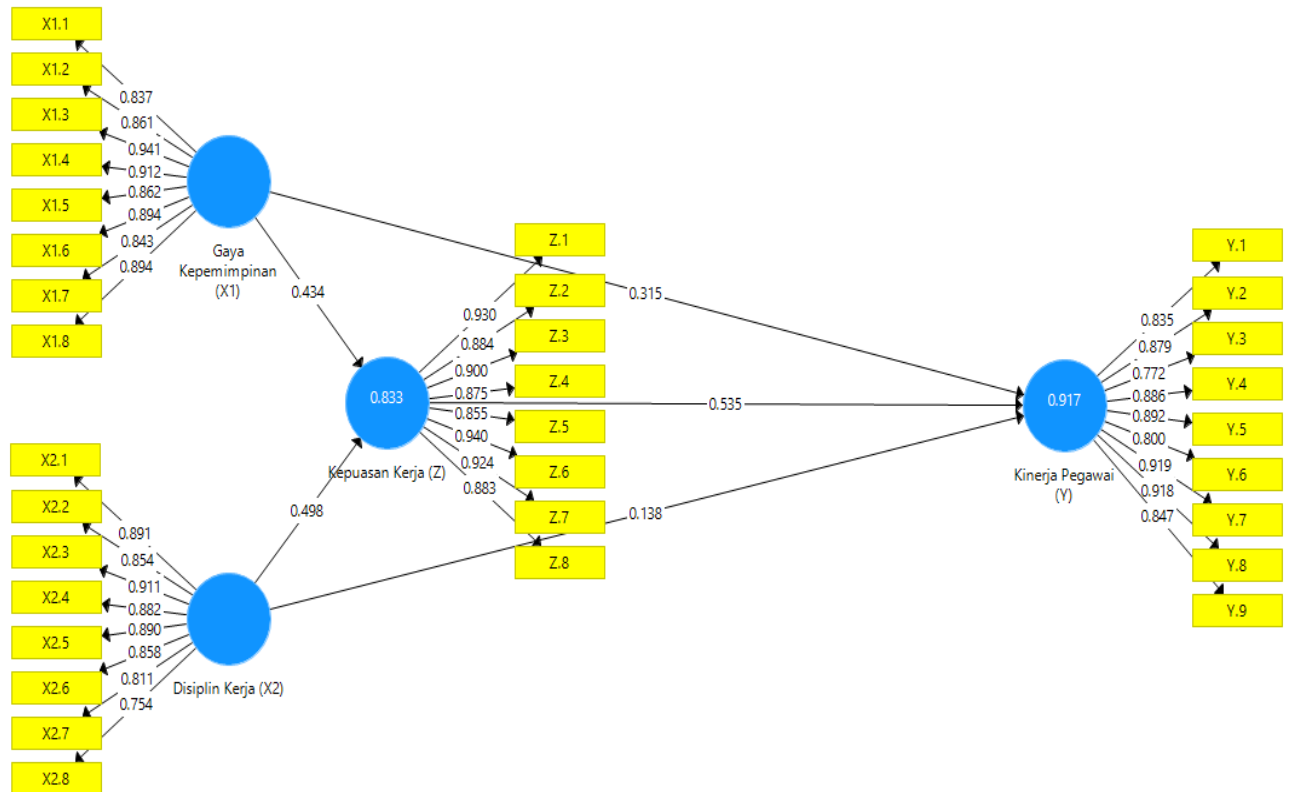 X1.1
X1.2
X1.3
X1.4
X1.5
X1.6
X1.7
X1.8
0.837
0.861
0.941
0.912
0.862
0.894
0.843
0.894
Gaya
Kepemimpinan
(X1)
0.434
0.315
X2.1
X2.2
X2.3
X2.4
X2.5
X2.6
X2.7
X2.8
0.891
0.854
0.911
0.882
0.890
0.858
0.811
0.754
Disiplin Kerja (X2)
0.498
0.138
0.833
Kepuasan Kerja (Z)
0.930
0.884
0.900
0.875
0.855
0.940
0.924
0.883
Z.1
Z.2
Z.3
Z.4
Z.5
Z.6
Z.7
Z.8
0.535
0.917
Kinerja Pegawai
(Y)
0.835
0.879
0.772
0.886
0.892
0.800
0.919
0.918
0.847
Y.1
Y.2
Y.3
Y.4
Y.5
Y.6
Y.7
Y.8
Y.9